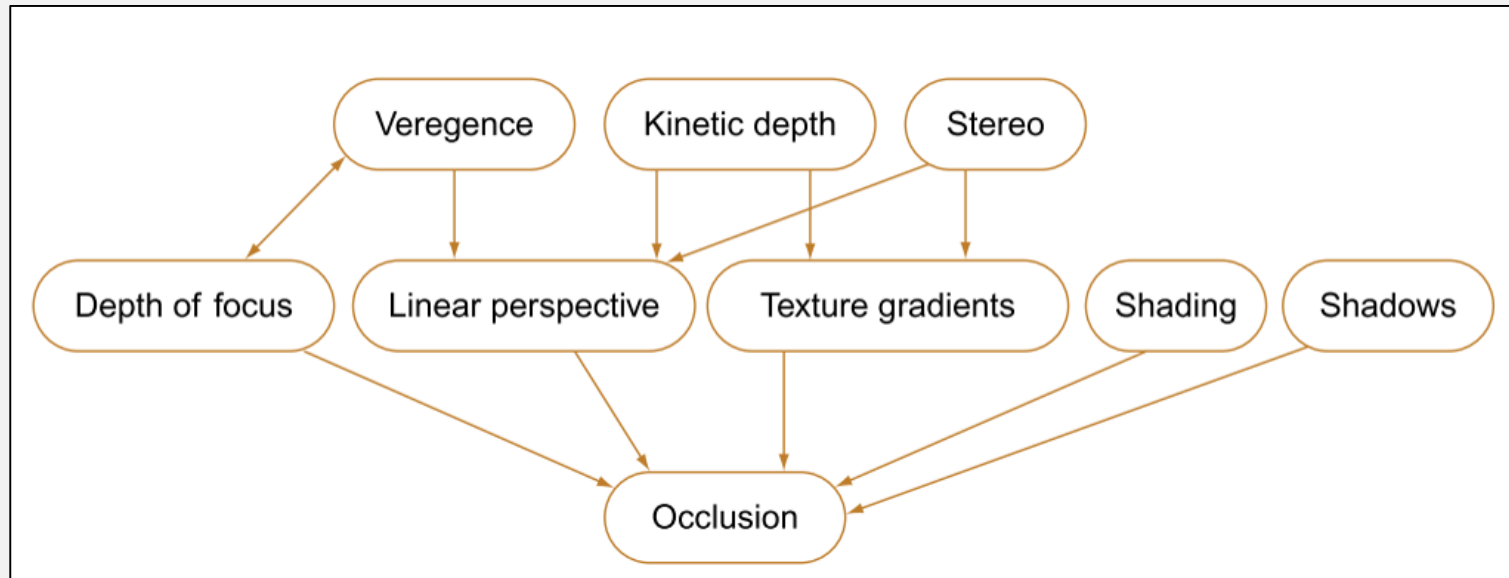 Veregence
Kinetic depth
Stereo
Depth of focus
Linear perspective
Texture gradients
Shading
Shadows
Occlusion